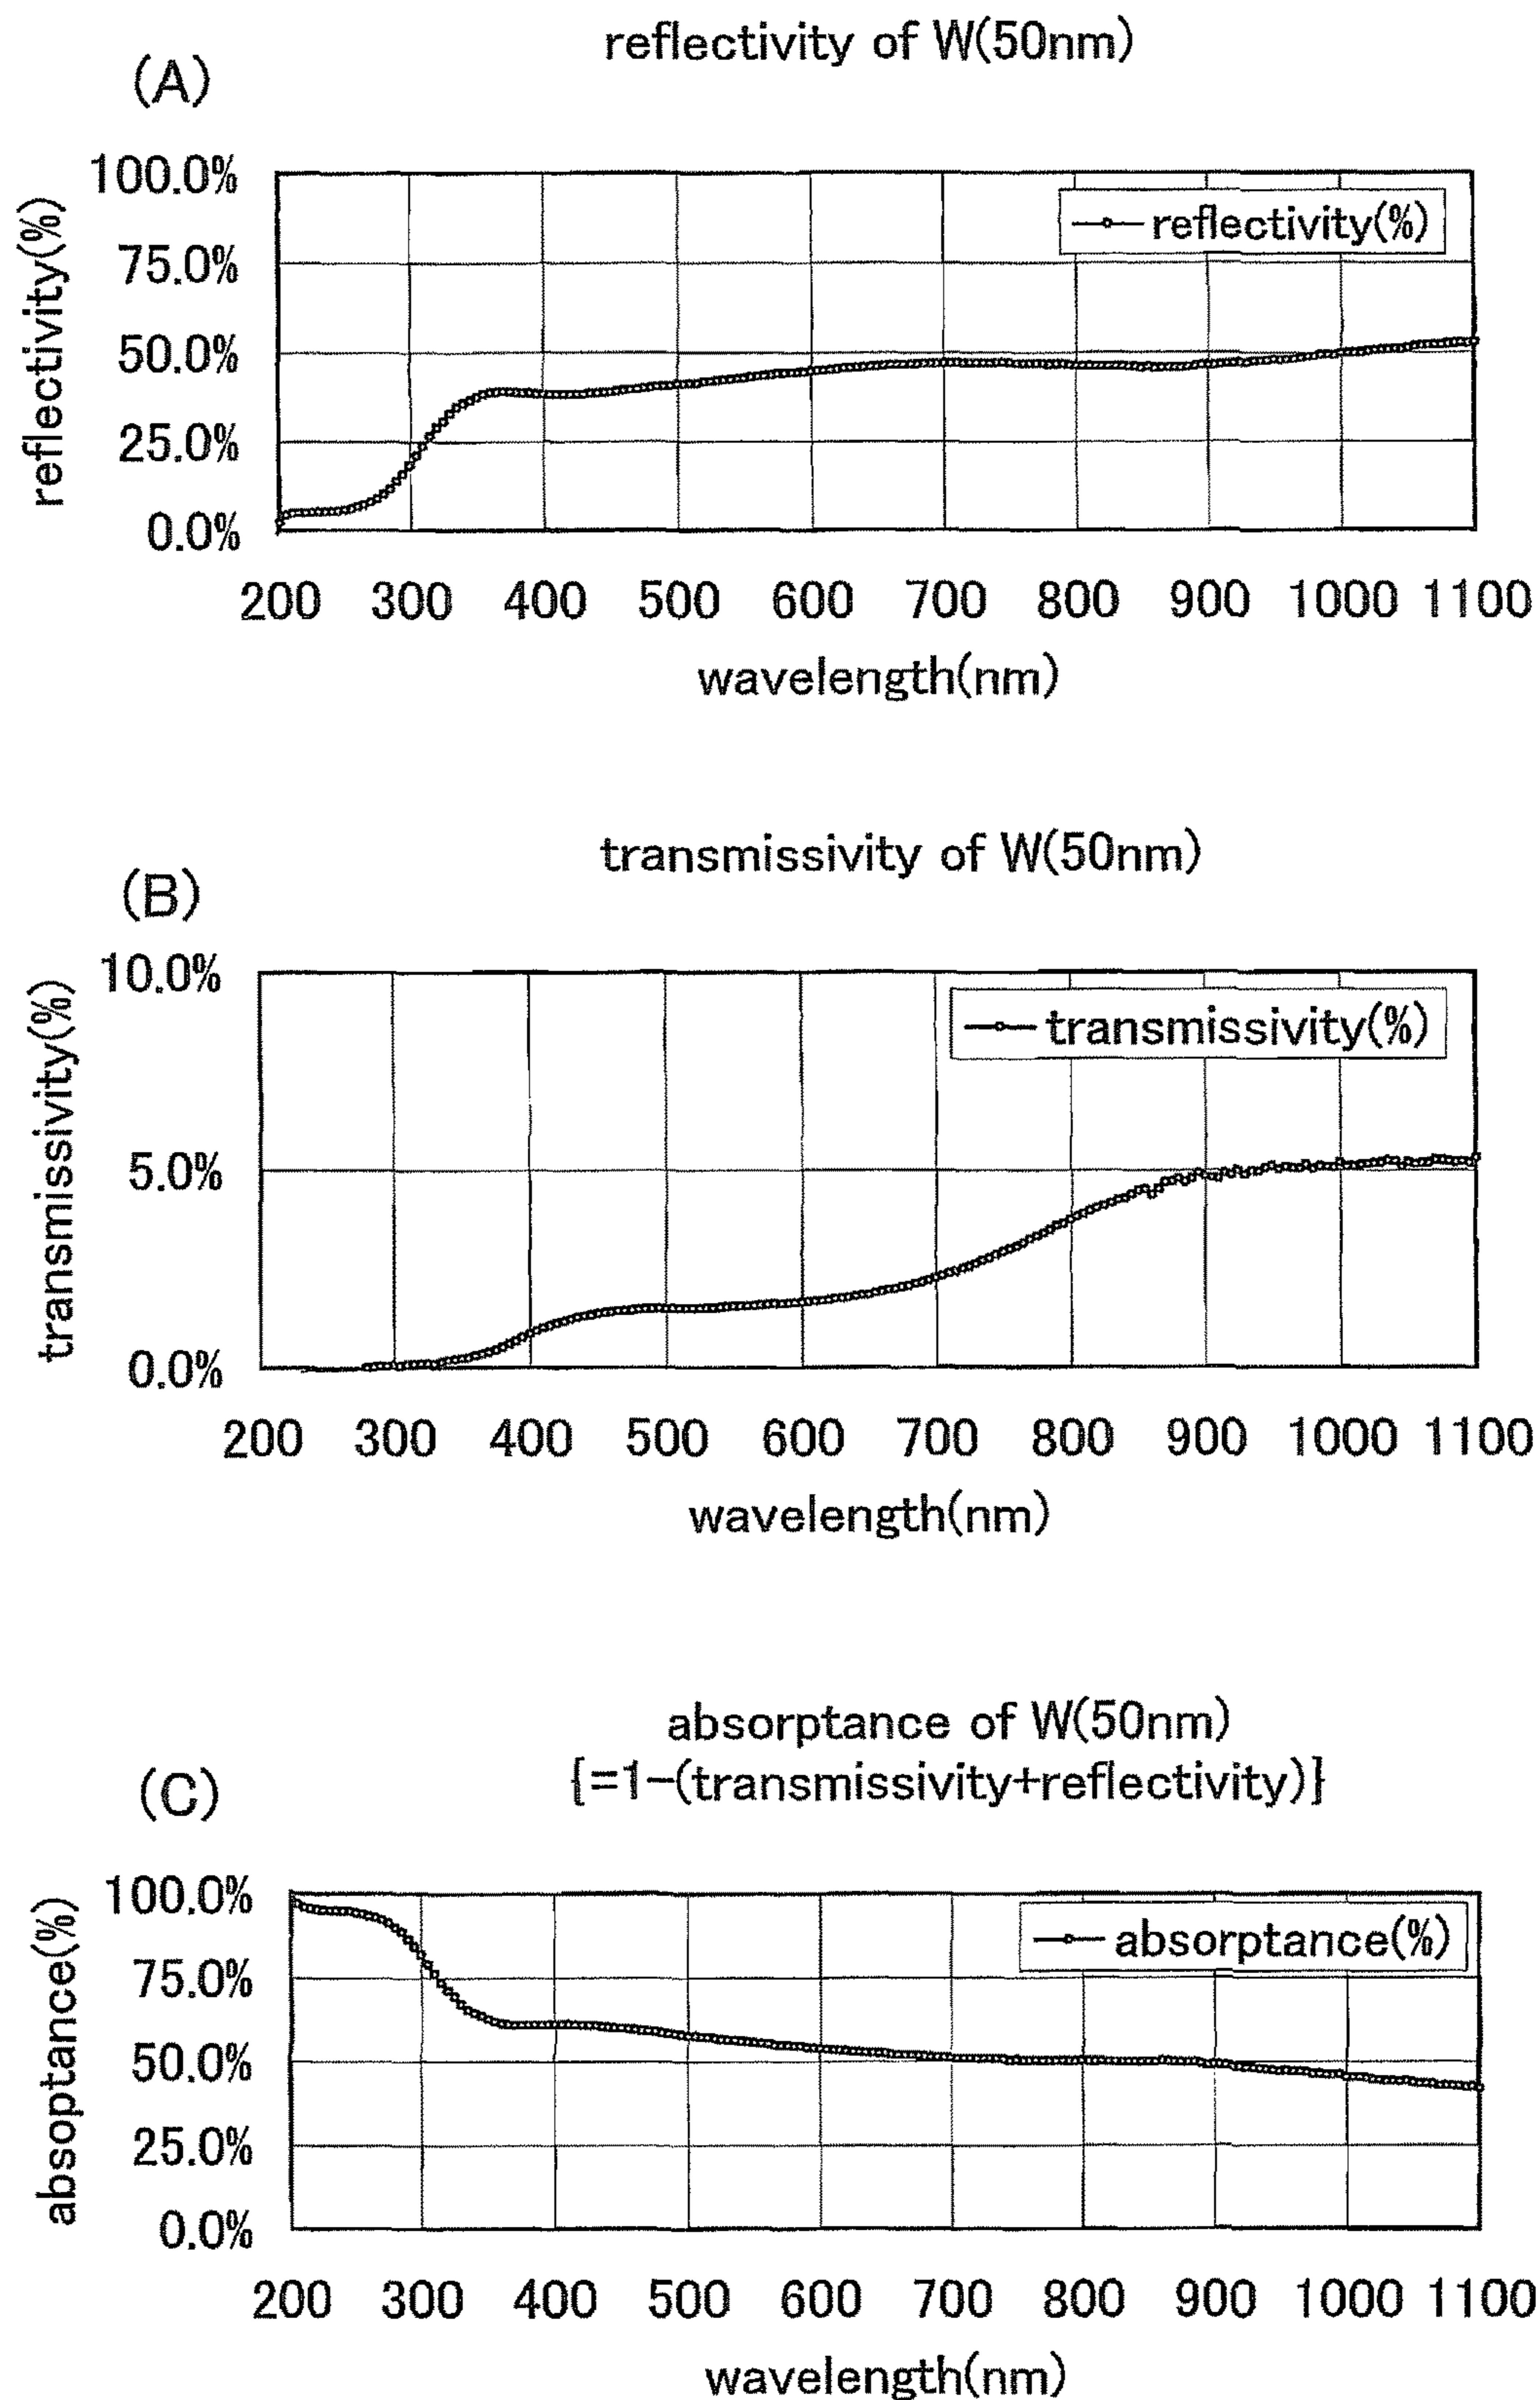 reflectivity of W(50nm)
(A)
100.0%
75.0%
50.0%
25.0%
0.0%
reflectivity(%)
reflectivity(%)
200 300 400 500 600 700 800 900 1000 1100
wavelength(nm)
transmissivity of W(50nm)
(B)
10.0%
5.0%
0.0%
transmissivity(%)
transmissivity(%)
200 300 400 500 600 700 800 900 1000 1100
wavelength(nm)
absorptance of W(50nm)
{=1-(transmissivity+reflectivity)}
(C)
100.0%
75.0%
50.0%
25.0%
0.0%
absoptance(%)
absorptance(%)
200 300 400 500 600 700 800 900 1000 1100
wavelength(nm)